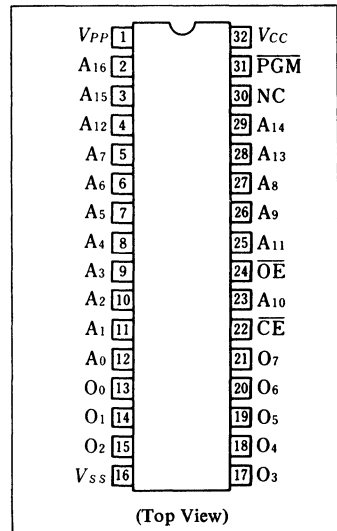 VPP 1 32 VCC
A16 2 31 P̅G̅M̅
A15 3 30 NC
A12 4 29 A14
A7 5 28 A13
A6 6 27 A8
A5 7 26 A9
A4 8 25 A11
A3 9 24 O̅E̅
A2 10 23 A10
A1 11 22 C̅E̅
A0 12 21 O7
O0 13 20 O6
O1 14 19 O5
O2 15 18 O4
VSS 16 17 O3
(Top View)